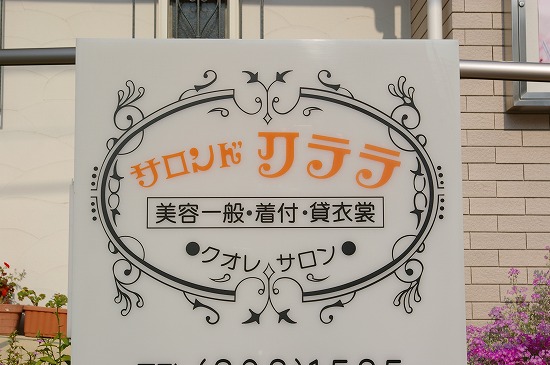 サロンド クララ
美容一般・着付・貸衣裳
●クオレ サロン●